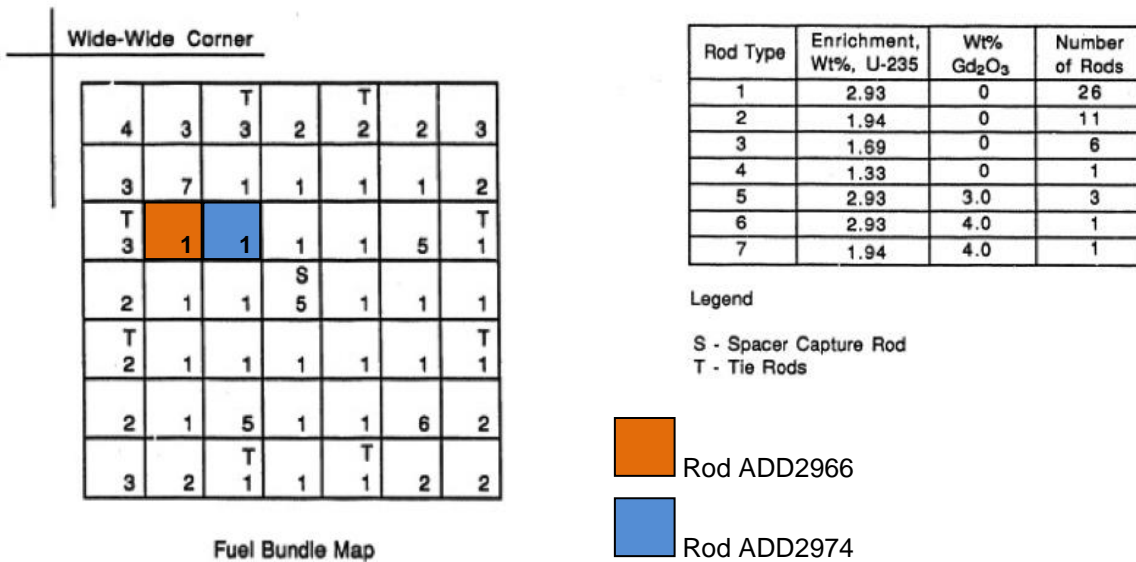 Wide-Wide Corner
T T
4 3 3 2 2 2 3
3 7 1 1 1 1 2
T T
3 1 1 1 1 5 1
S
2 1 1 5 1 1 1
T T
2 1 1 1 1 1 1
2 1 5 1 1 6 2
T T
3 2 1 1 1 2 2
Fuel Bundle Map
Rod Type Enrichment, Wt%, U-235 Wt% Gd2O3 Number of Rods
1 2.93 0 26
2 1.94 0 11
3 1.69 0 6
4 1.33 0 1
5 2.93 3.0 3
6 2.93 4.0 1
7 1.94 4.0 1
Legend
S - Spacer Capture Rod
T - Tie Rods
Rod ADD2966
Rod ADD2974